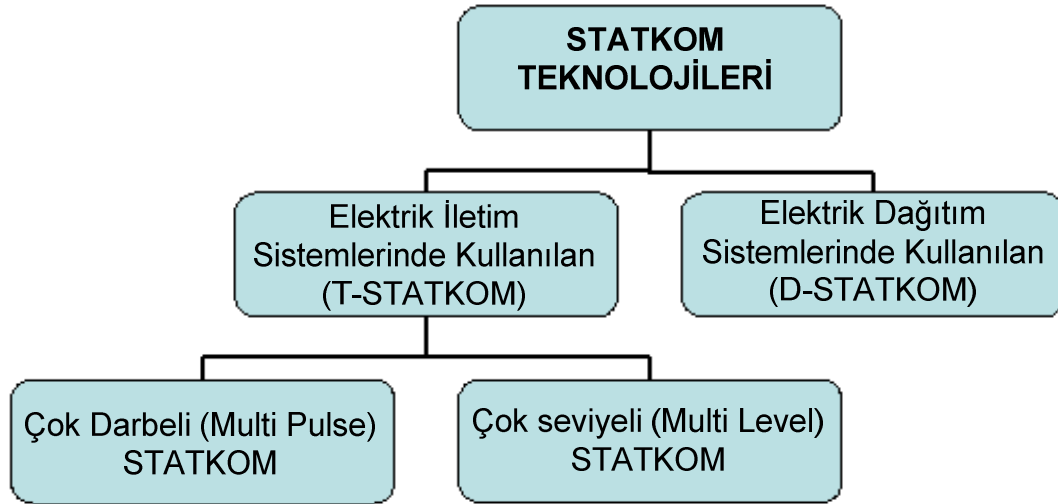 STATKOM
TEKNOLOJİLERİ
Elektrik İletim
Sistemlerinde Kullanılan
(T-STATKOM)
Elektrik Dağıtım
Sistemlerinde Kullanılan
(D-STATKOM)
Çok Darbeli (Multi Pulse)
STATKOM
Çok seviyeli (Multi Level)
STATKOM